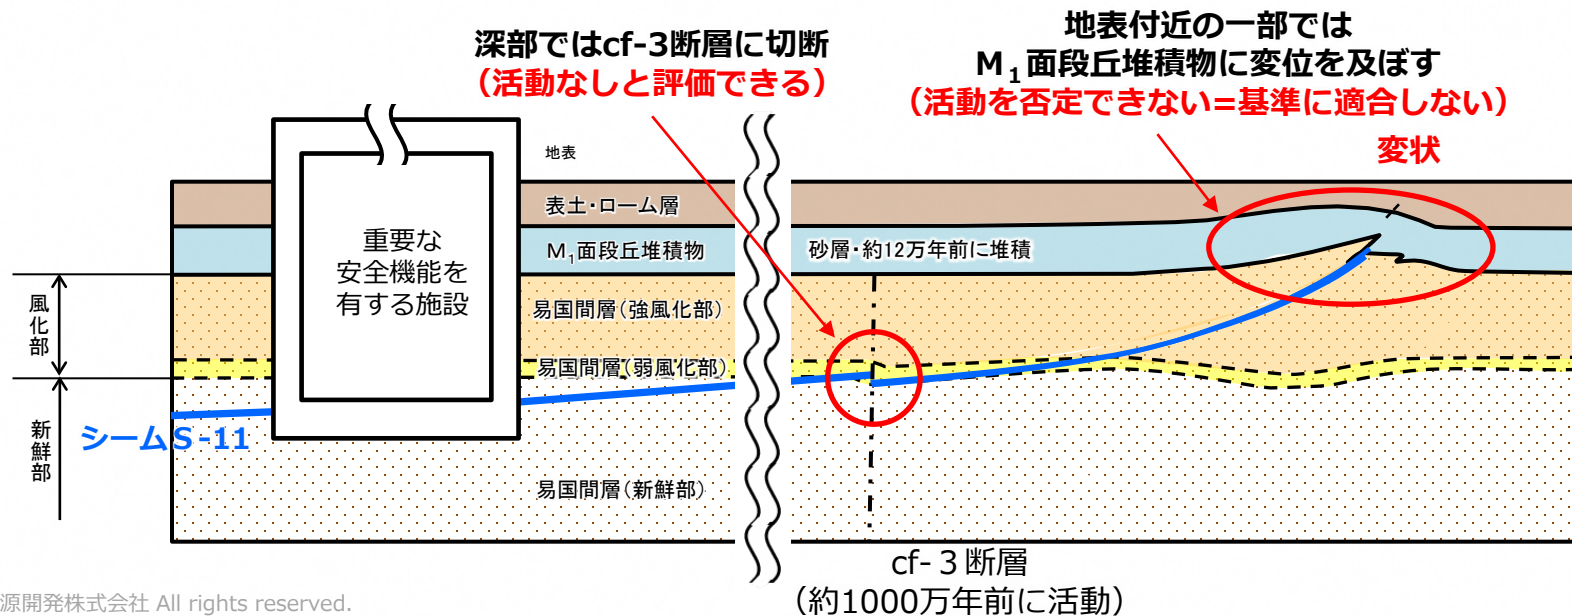 深部ではcf-3断層に切断
（活動なしと評価できる）
地表付近の一部では
M₁面段丘堆積物に変位を及ぼす
（活動を否定できない=基準に適合しない）
変状
地表
表土・ローム層
M₁面段丘堆積物
砂層・約12万年前に堆積
重要な
安全機能を
有する施設
風化部
易国間層（強風化部）
易国間層（弱風化部）
新鮮部
シームS-11
易国間層（新鮮部）
cf-３断層
（約1000万年前に活動）
源開発株式会社 All rights reserved.